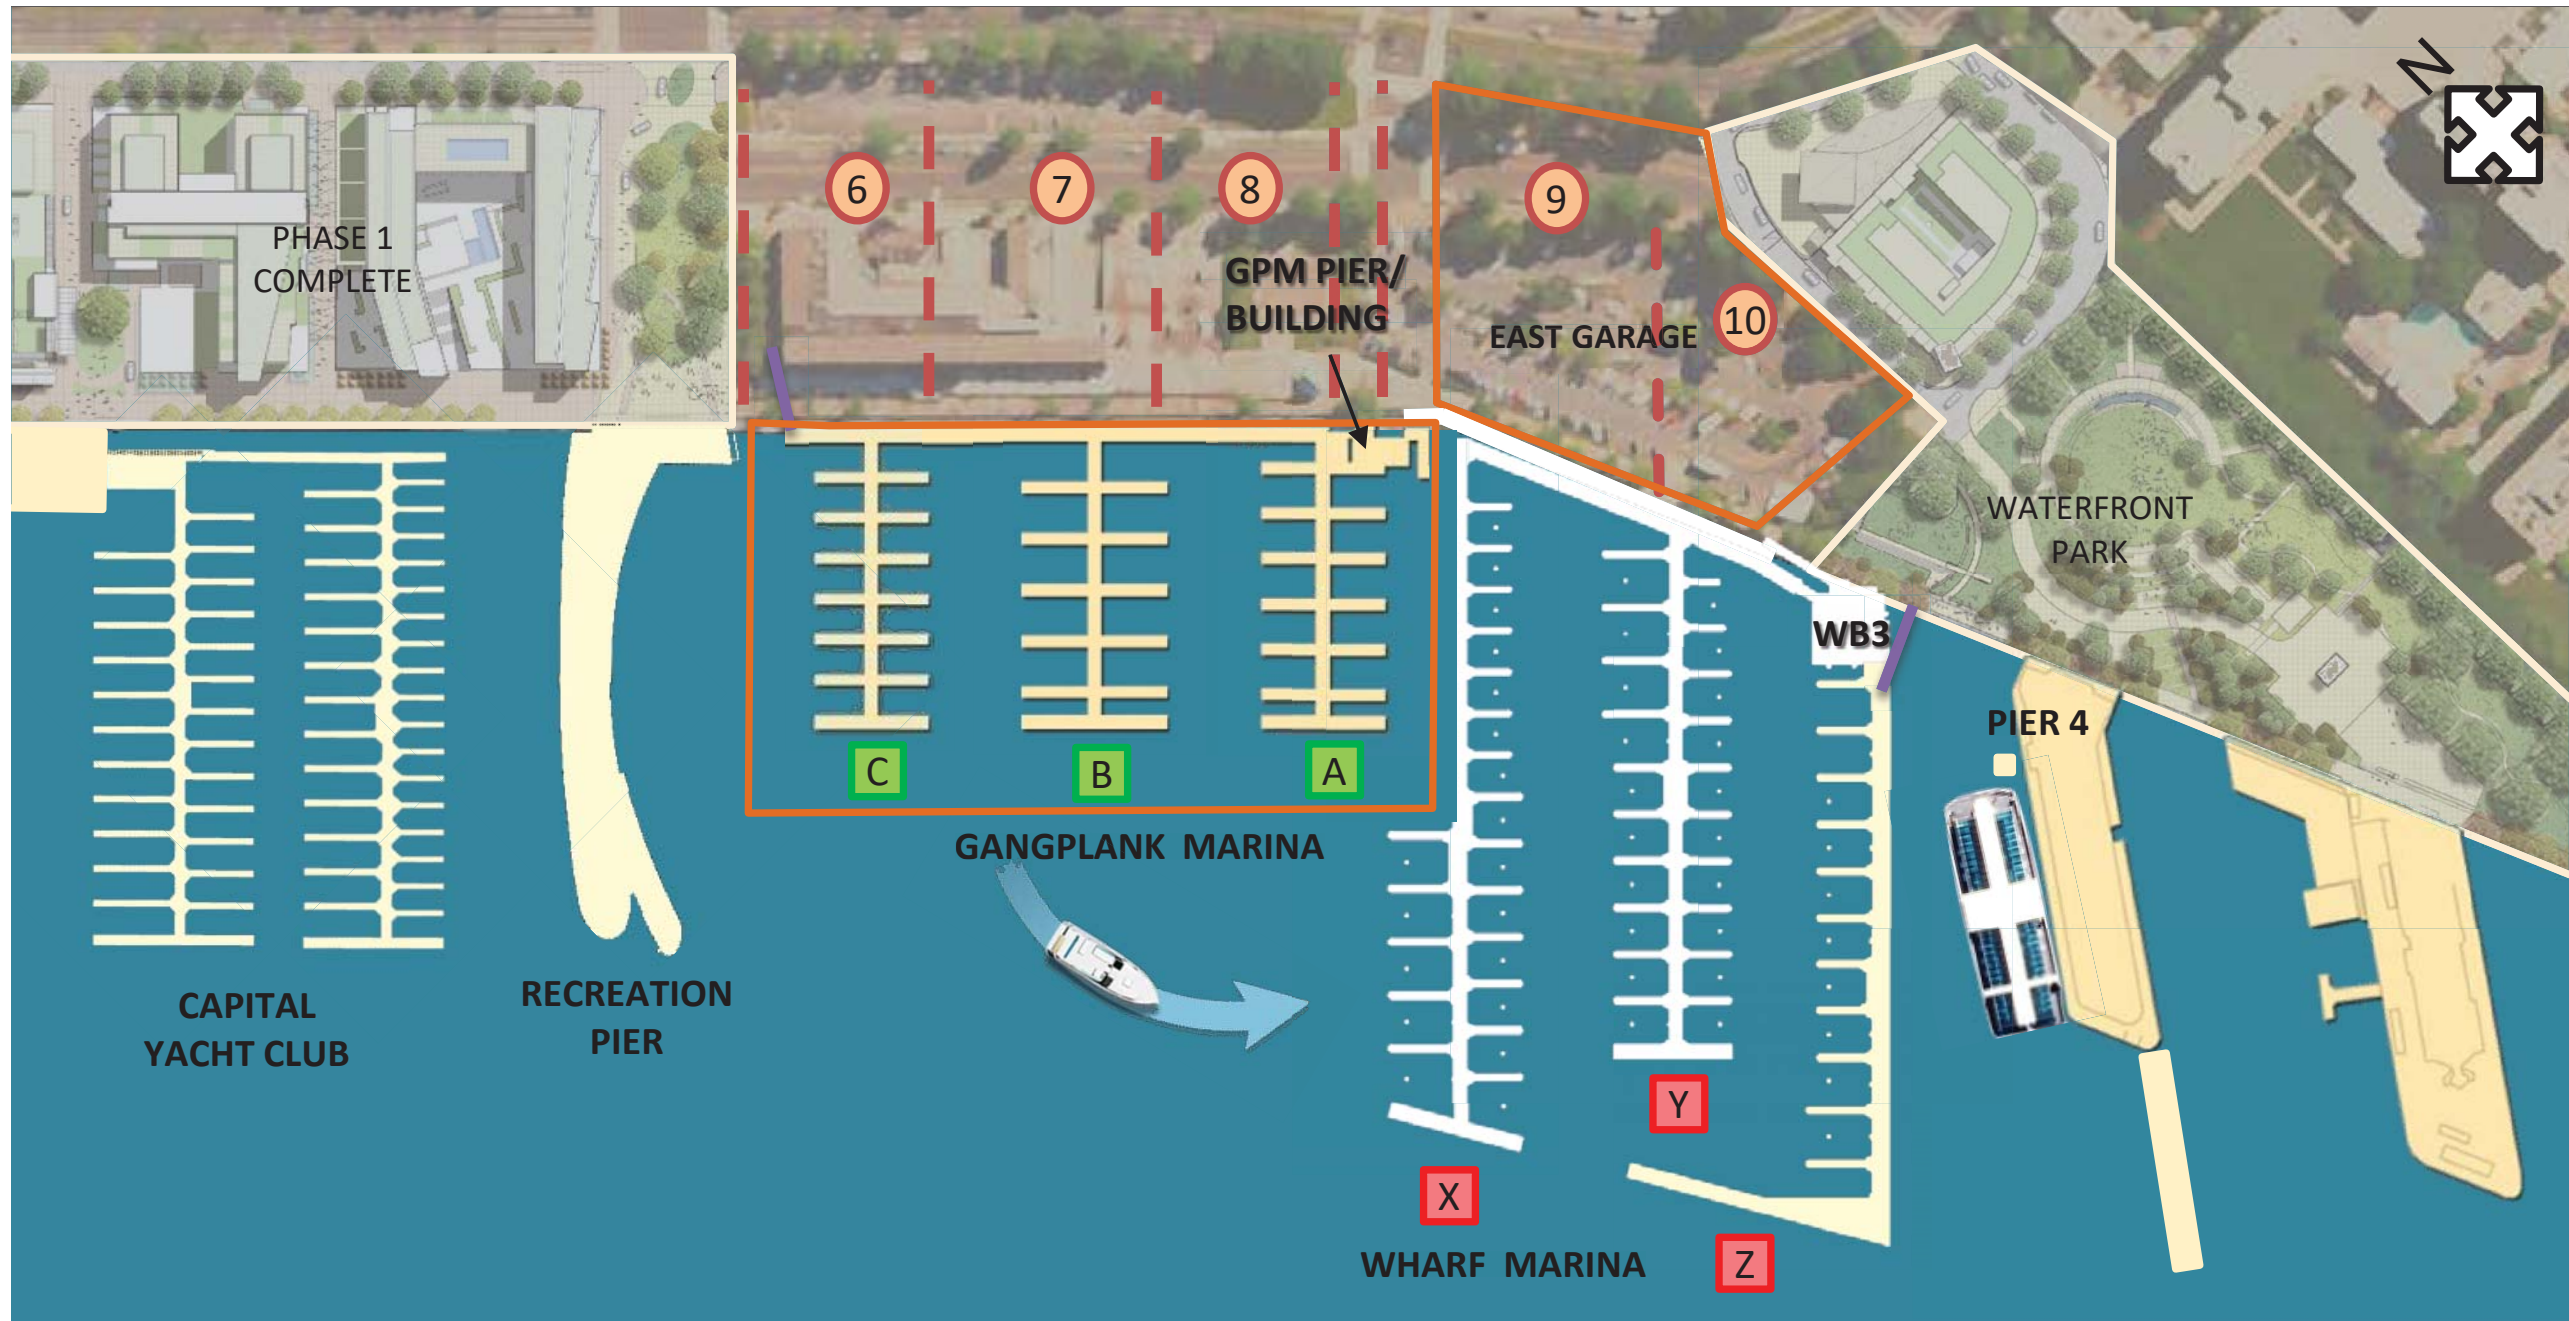 N
6
7
8
9
10
PHASE 1
COMPLETE
GPM PIER/
BUILDING
EAST GARAGE
WATERFRONT
PARK
WB3
PIER 4
C
B
A
GANGPLANK MARINA
CAPITAL
YACHT CLUB
RECREATION
PIER
Y
X
Z
WHARF MARINA